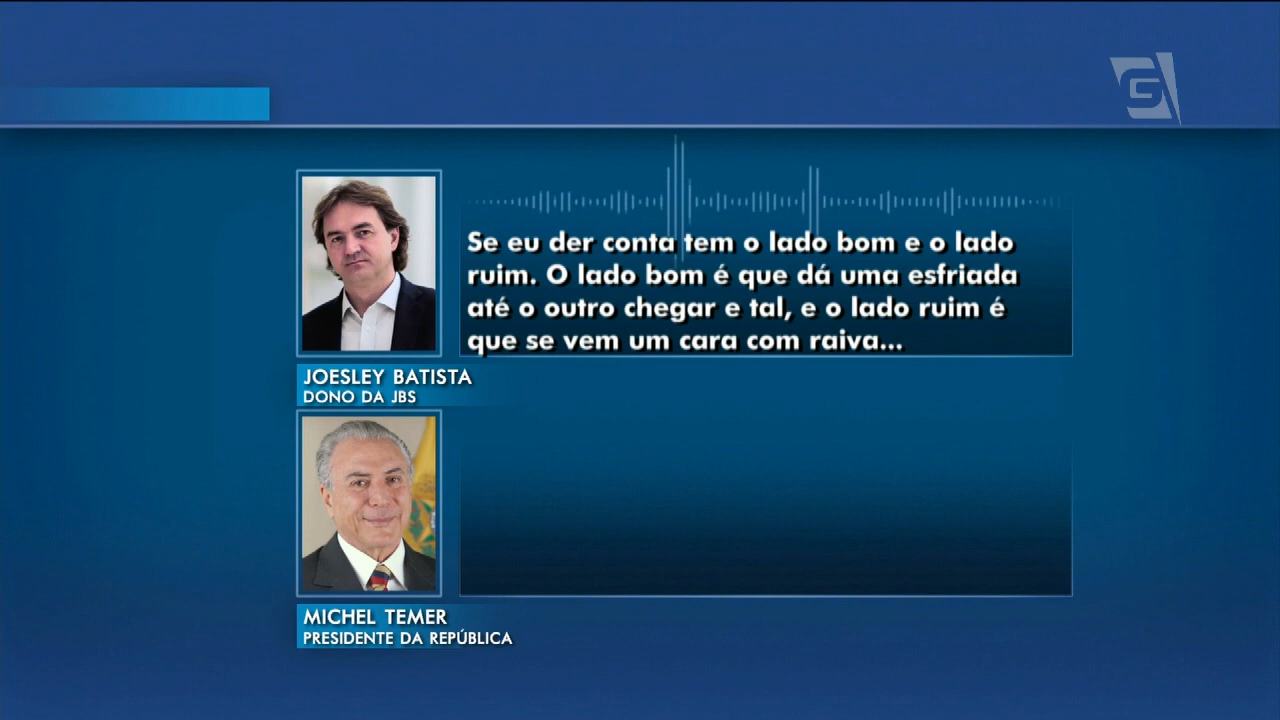 Se eu der conta tem o lado bom e o lado
ruim. O lado bom é que dá uma esfriada
até o outro chegar e tal, e o lado ruim é
que se vem um cara com raiva...
JOESLEY BATISTA
DONO DA JBS
MICHEL TEMER
PRESIDENTE DA REPÚBLICA